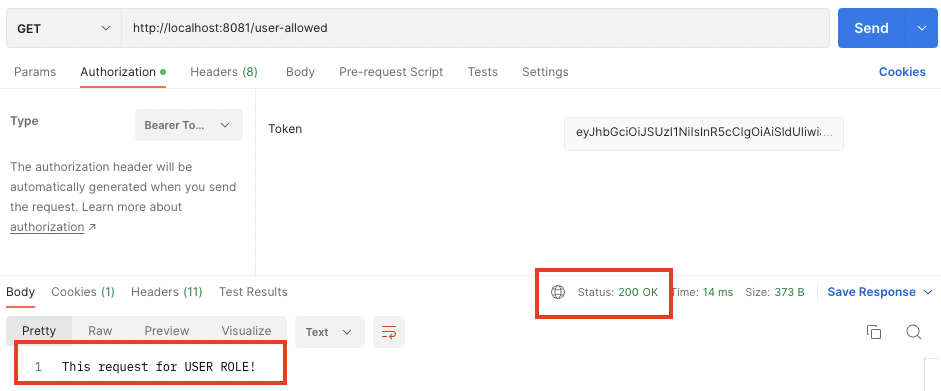 GET http://localhost:8081/user-allowed Send
Params Authorization Headers (8) Body Pre-request Script Tests Settings Cookies
Type Bearer To...
Token eyJhbGciOiJSUzI1NiIsInR5cCIgOiAiSldUIiwia...
The authorization header will be
automatically generated when you send
the request. Learn more about
authorization ↗
Body Cookies (1) Headers (11) Test Results Status: 200 OK Time: 14 ms Size: 373 B Save Response
Pretty Raw Preview Visualize Text
1 This request for USER ROLE!